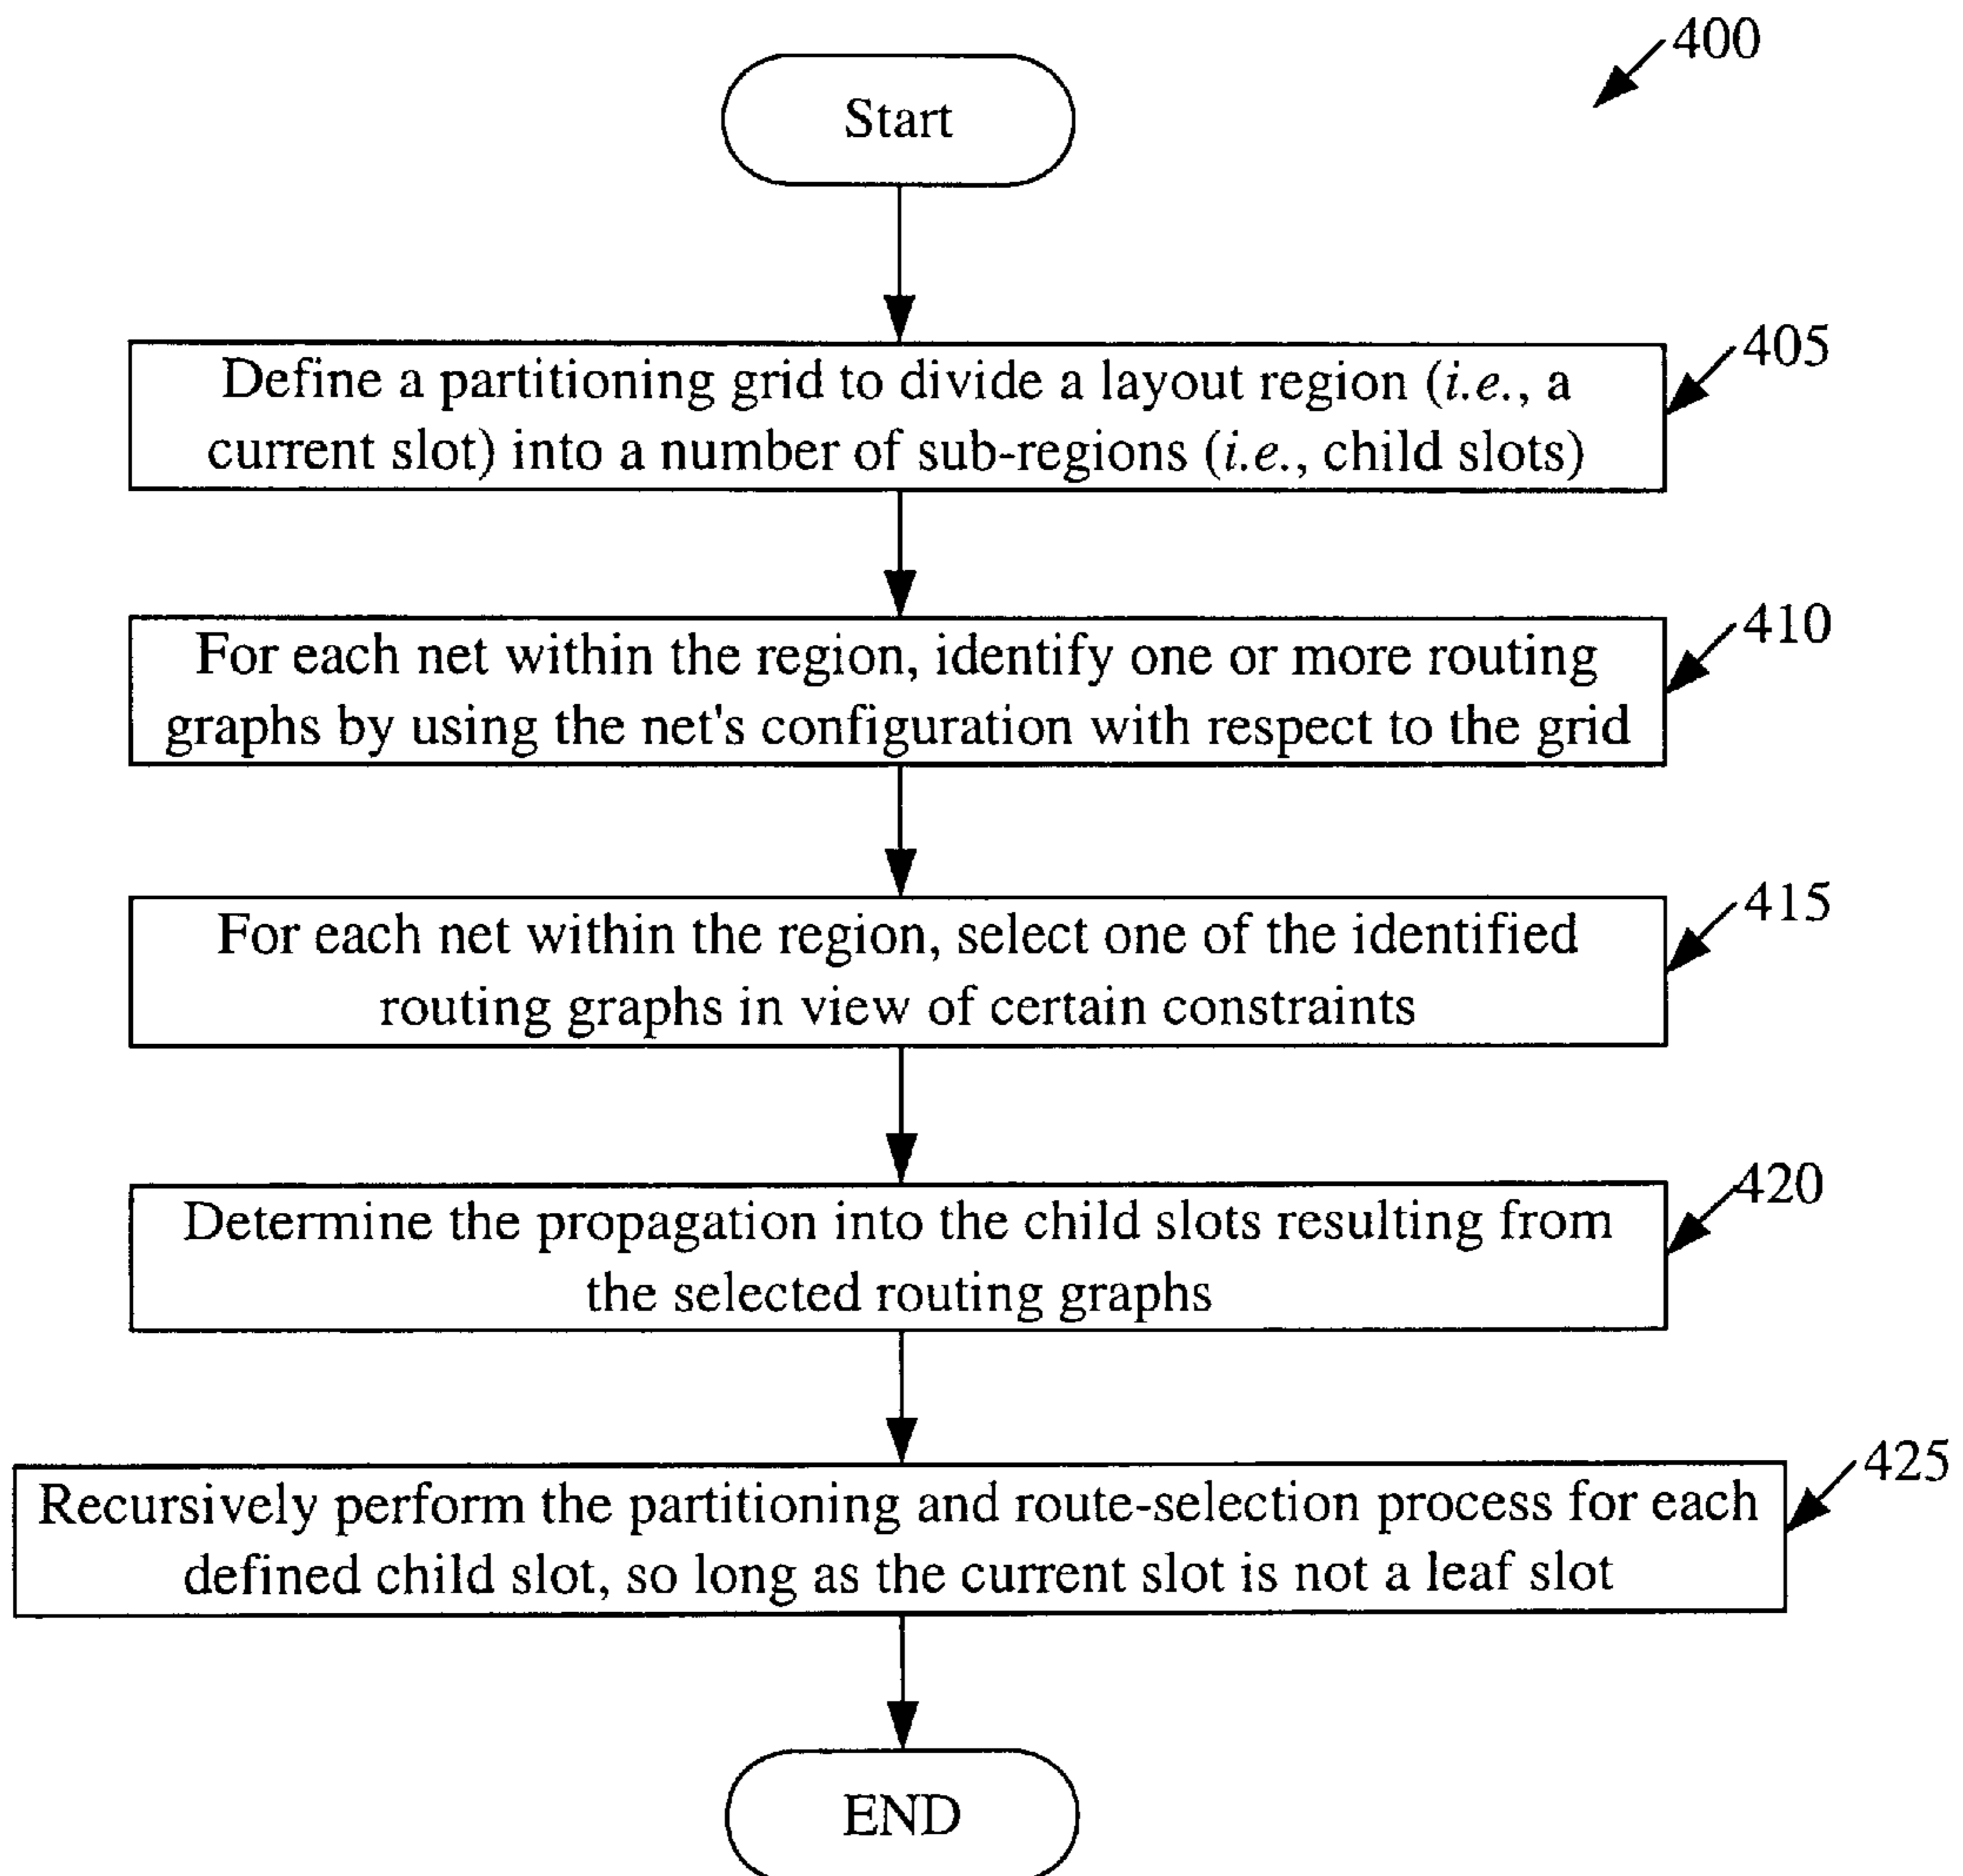 400
Start
405
Define a partitioning grid to divide a layout region (i.e., a
current slot) into a number of sub-regions (i.e., child slots)
410
For each net within the region, identify one or more routing
graphs by using the net's configuration with respect to the grid
415
For each net within the region, select one of the identified
routing graphs in view of certain constraints
420
Determine the propagation into the child slots resulting from
the selected routing graphs
425
Recursively perform the partitioning and route-selection process for each
defined child slot, so long as the current slot is not a leaf slot
END